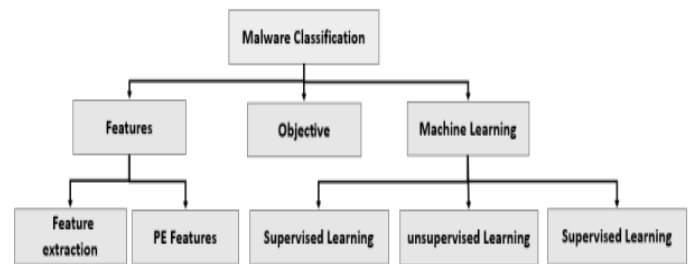 Malware Classification
Features
Objective
Machine Learning
Feature
extraction
PE Features
Supervised Learning
unsupervised Learning
Supervised Learning